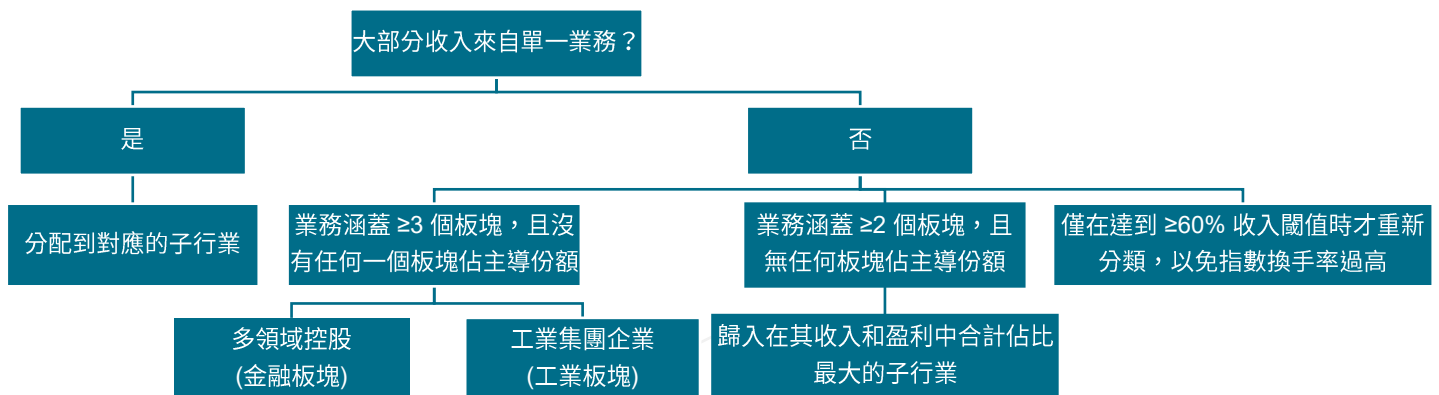 大部分收入來自單一業務？
是
否
分配到對應的子行業
業務涵蓋 ≥3 個板塊，且沒
有任何一個板塊佔主導份額
業務涵蓋 ≥2 個板塊，且
無任何板塊佔主導份額
僅在達到 ≥60% 收入閾值時才重新
分類，以免指數換手率過高
多領域控股
(金融板塊)
工業集團企業
(工業板塊)
歸入在其收入和盈利中合計佔比
最大的子行業